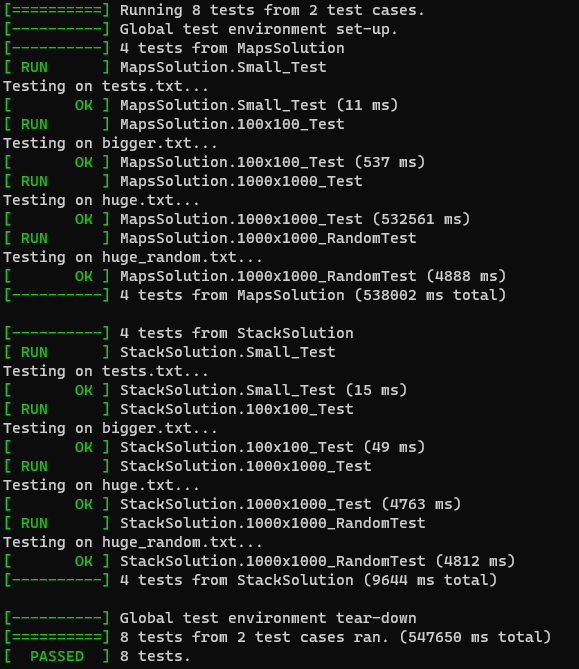 [==========] Running 8 tests from 2 test cases.
[----------] Global test environment set-up.
[----------] 4 tests from MapsSolution
[ RUN      ] MapsSolution.Small_Test
Testing on tests.txt...
[       OK ] MapsSolution.Small_Test (11 ms)
[ RUN      ] MapsSolution.100x100_Test
Testing on bigger.txt...
[       OK ] MapsSolution.100x100_Test (537 ms)
[ RUN      ] MapsSolution.1000x1000_Test
Testing on huge.txt...
[       OK ] MapsSolution.1000x1000_Test (532561 ms)
[ RUN      ] MapsSolution.1000x1000_RandomTest
Testing on huge_random.txt...
[       OK ] MapsSolution.1000x1000_RandomTest (4888 ms)
[----------] 4 tests from MapsSolution (538002 ms total)

[----------] 4 tests from StackSolution
[ RUN      ] StackSolution.Small_Test
Testing on tests.txt...
[       OK ] StackSolution.Small_Test (15 ms)
[ RUN      ] StackSolution.100x100_Test
Testing on bigger.txt...
[       OK ] StackSolution.100x100_Test (49 ms)
[ RUN      ] StackSolution.1000x1000_Test
Testing on huge.txt...
[       OK ] StackSolution.1000x1000_Test (4763 ms)
[ RUN      ] StackSolution.1000x1000_RandomTest
Testing on huge_random.txt...
[       OK ] StackSolution.1000x1000_RandomTest (4812 ms)
[----------] 4 tests from StackSolution (9644 ms total)

[----------] Global test environment tear-down
[==========] 8 tests from 2 test cases ran. (547650 ms total)
[  PASSED  ] 8 tests.